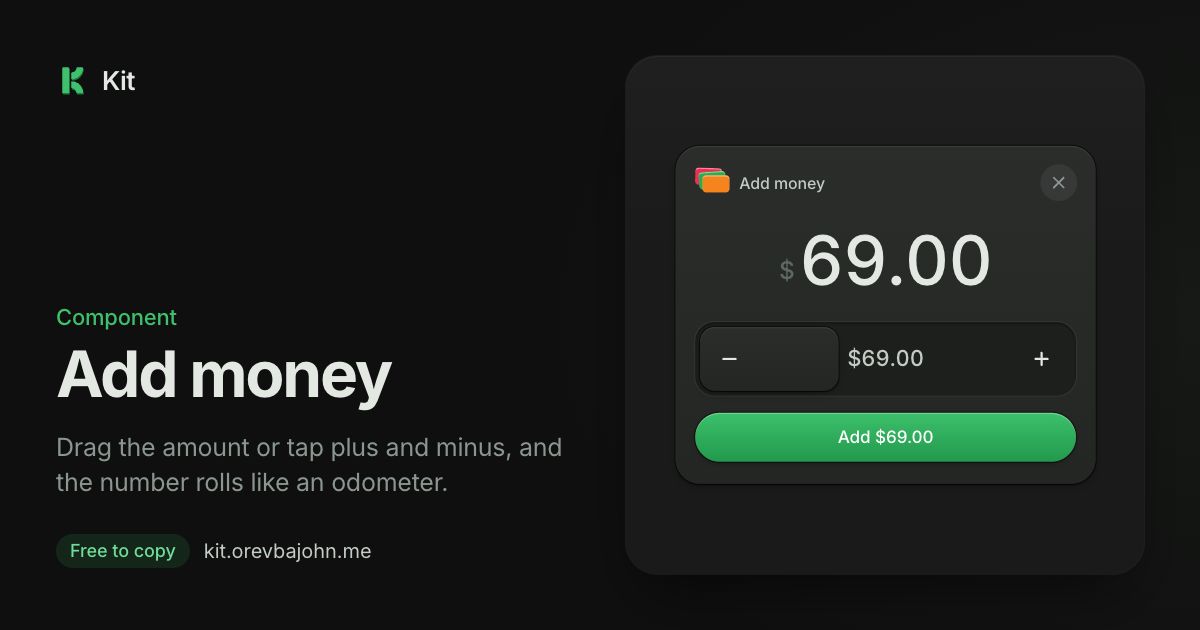 Kit
Component
Add money
Drag the amount or tap plus and minus, and
the number rolls like an odometer.
Free to copy
kit.orevbajohn.me
Add money
$ 69.00
− $69.00 +
Add $69.00